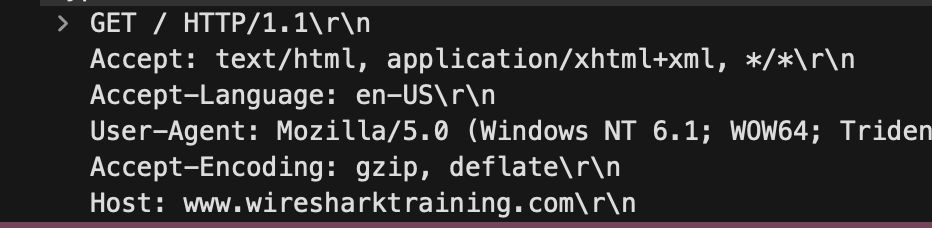 GET / HTTP/1.1\r\n
Accept: text/html, application/xhtml+xml, */*\r\n
Accept-Language: en-US\r\n
User-Agent: Mozilla/5.0 (Windows NT 6.1; WOW64; Triden
Accept-Encoding: gzip, deflate\r\n
Host: www.wiresharktraining.com\r\n